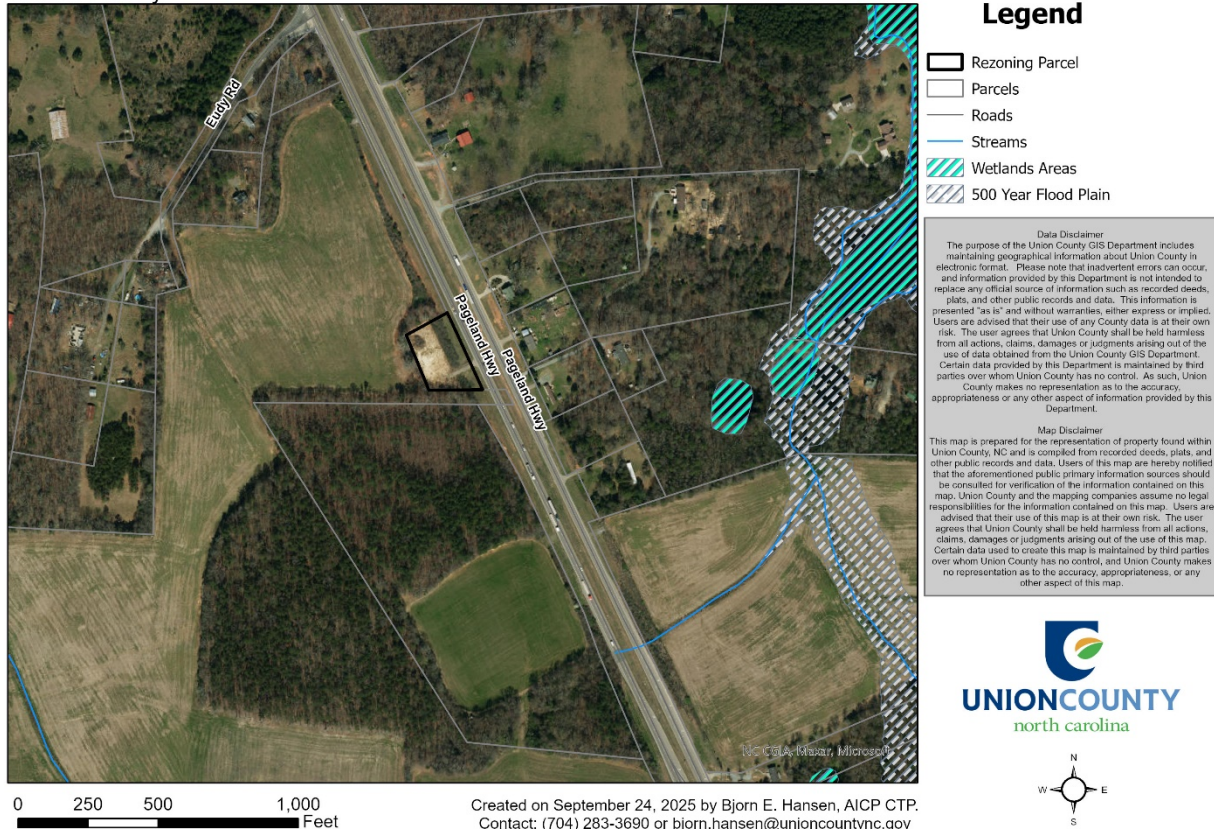 Legend
Rezoning Parcel
Parcels
Roads
Streams
Wetlands Areas
500 Year Flood Plain
Data Disclaimer
The purpose of the Union County GIS Department includes
maintaining geographical information about Union County in
electronic format. Please note that inadvertent errors can occur,
and information provided by this Department is not intended to
replace any official source of information such as recorded deeds,
plats, and other public records and data. This information is
presented "as is" and without warranties, either express or implied.
Users are advised that their use of any County data is at their own
risk. The user agrees that Union County shall be held harmless
from all actions, claims, damages or judgments arising out of the
use of data obtained from the Union County GIS Department.
Certain data provided by this Department is maintained by third
parties over whom Union County has no control. As such, Union
County makes no representation as to the accuracy,
appropriateness or any other aspect of information provided by this
Department.
Map Disclaimer
This map is prepared for the representation of property found within
Union County, NC and is compiled from recorded deeds, plats, and
other public records and data. Users of this map are hereby notified
that the aforementioned public primary information sources should
be consulted for verification of the information contained on this
map. Union County and the mapping companies assume no legal
responsibilities for the information contained on this map. Users are
advised that their use of this map is at their own risk. The user
agrees that Union County shall be held harmless from all actions,
claims, damages or judgments arising out of the use of this map.
Certain data used to create this map is maintained by third parties
over whom Union County has no control, and Union County makes
no representation as to the accuracy, appropriateness, or any
other aspect of this map.
Eudy Rd
Pageland Hwy
Pageland Hwy
NC CGIA, Maxar, Microsoft
UNIONCOUNTY
north carolina
N
W E
S
0 250 500 1,000
Feet
Created on September 24, 2025 by Bjorn E. Hansen, AICP CTP.
Contact: (704) 283-3690 or bjorn.hansen@unioncountync.gov